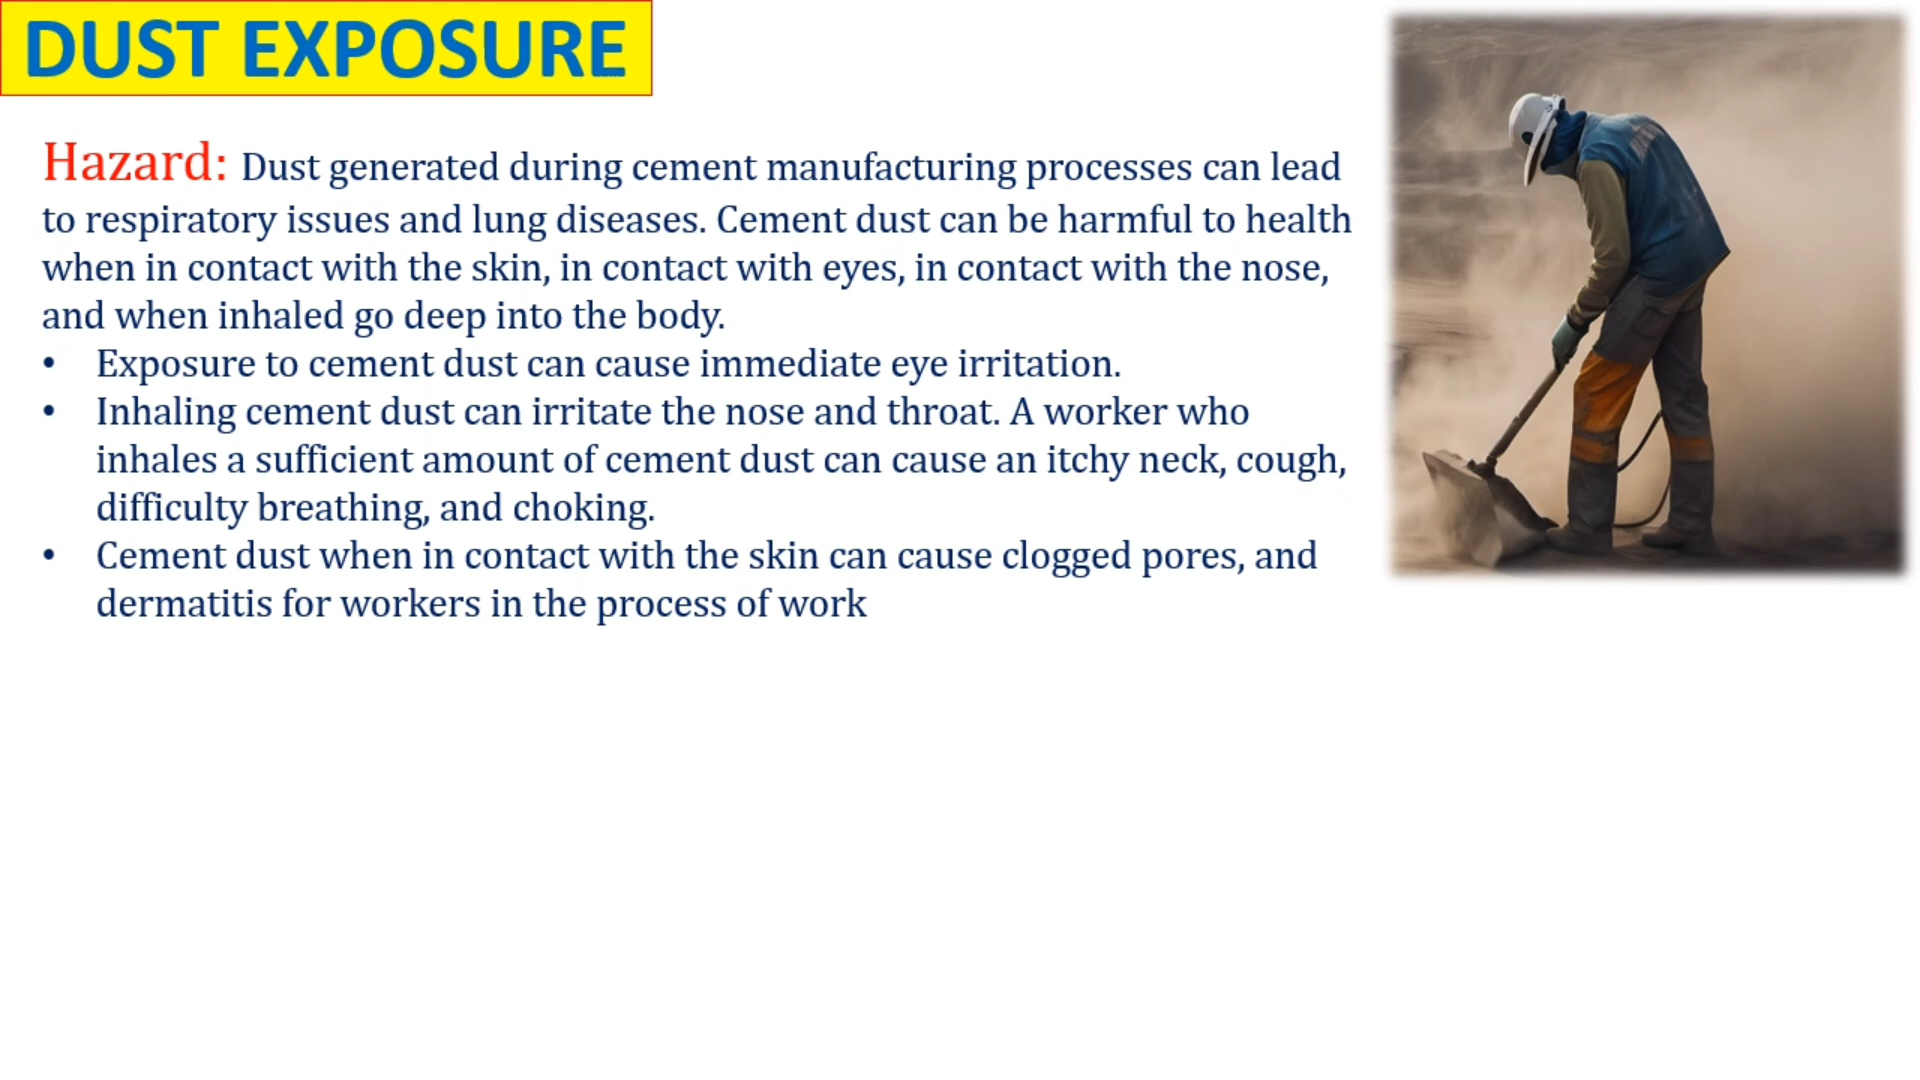 DUST EXPOSURE
Hazard: Dust generated during cement manufacturing processes can lead
to respiratory issues and lung diseases. Cement dust can be harmful to health
when in contact with the skin, in contact with eyes, in contact with the nose,
and when inhaled go deep into the body.
• Exposure to cement dust can cause immediate eye irritation.
• Inhaling cement dust can irritate the nose and throat. A worker who
inhales a sufficient amount of cement dust can cause an itchy neck, cough,
difficulty breathing, and choking.
• Cement dust when in contact with the skin can cause clogged pores, and
dermatitis for workers in the process of work